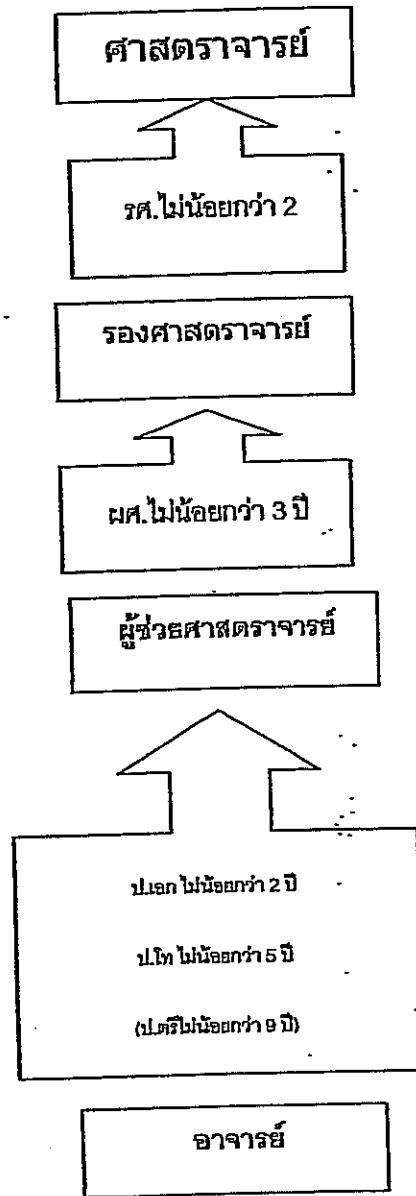 ศาสตราจารย์
รศ.ไม่น้อยกว่า 2
รองศาสตราจารย์
ผศ.ไม่น้อยกว่า 3 ปี
ผู้ช่วยศาสตราจารย์
ป.เอก ไม่น้อยกว่า 2 ปี
ป.โท ไม่น้อยกว่า 5 ปี
(ป.ตรีไม่น้อยกว่า 9 ปี)
อาจารย์